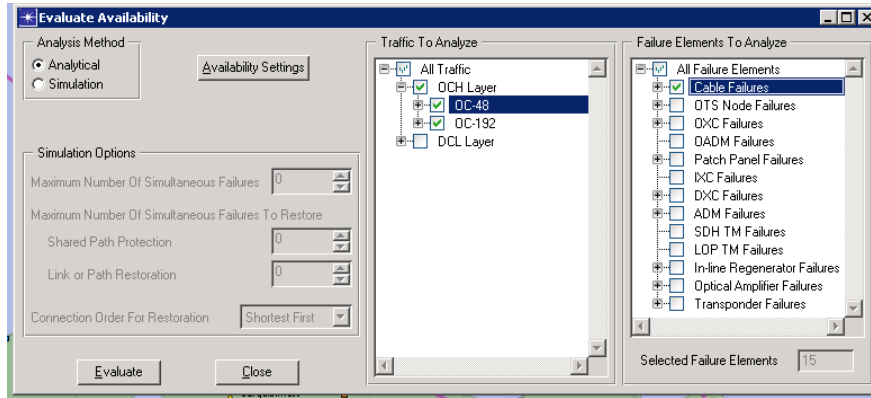 Evaluate Availability
Analysis Method
Analytical
Simulation
Availability Settings
Simulation Options
Maximum Number Of Simultaneous Failures 0
Maximum Number Of Simultaneous Failures To Restore
Shared Path Protection 0
Link or Path Restoration 0
Connection Order For Restoration Shortest First
Evaluate Close
Traffic To Analyze
All Traffic
OCH Layer
OC-48
OC-192
DCL Layer
Failure Elements To Analyze
All Failure Elements
Cable Failures
OTS Node Failures
OXC Failures
OADM Failures
Patch Panel Failures
IXC Failures
DXC Failures
ADM Failures
SDH TM Failures
LOP TM Failures
In-line Regenerator Failures
Optical Amplifier Failures
Transponder Failures
Selected Failure Elements 15